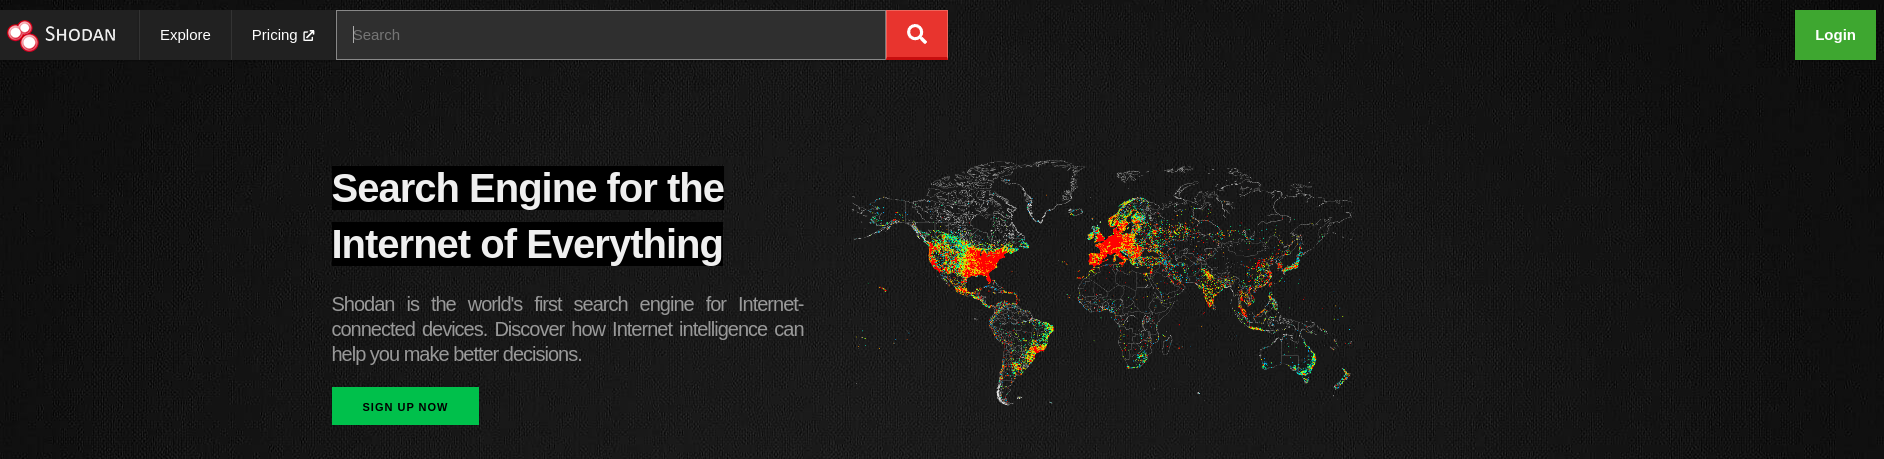 SHODAN
Explore
Pricing
Search
Login
Search Engine for the
Internet of Everything
Shodan is the world's first search engine for Internet-
connected devices. Discover how Internet intelligence can
help you make better decisions.
SIGN UP NOW